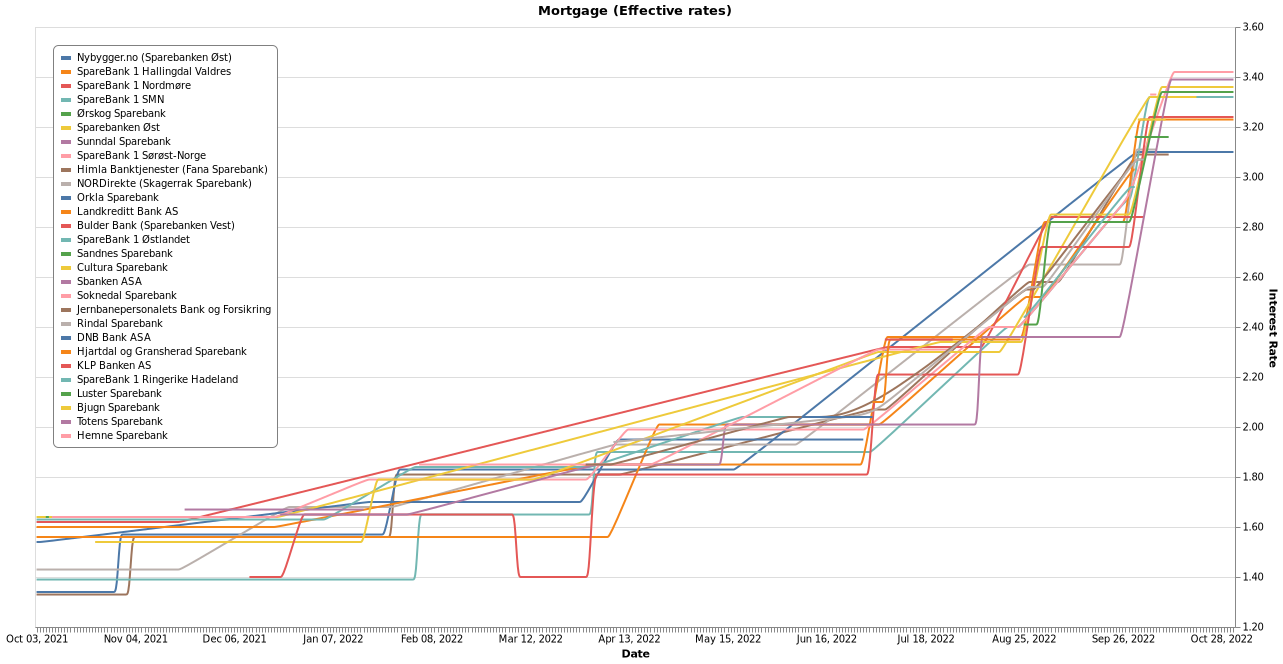 Mortgage (Effective rates)
Nybygger.no (Sparebanken Øst)
SpareBank 1 Hallingdal Valdres
SpareBank 1 Nordmøre
SpareBank 1 SMN
Ørskog Sparebank
Sparebanken Øst
Sunndal Sparebank
SpareBank 1 Sørøst-Norge
Himla Banktjenester (Fana Sparebank)
NORDirekte (Skagerrak Sparebank)
Orkla Sparebank
Landkreditt Bank AS
Bulder Bank (Sparebanken Vest)
SpareBank 1 Østlandet
Sandnes Sparebank
Cultura Sparebank
Sbanken ASA
Soknedal Sparebank
Jernbanepersonalets Bank og Forsikring
Rindal Sparebank
DNB Bank ASA
Hjartdal og Gransherad Sparebank
KLP Banken AS
SpareBank 1 Ringerike Hadeland
Luster Sparebank
Bjugn Sparebank
Totens Sparebank
Hemne Sparebank
3.60
3.40
3.20
3.00
2.80
2.60
2.40
2.20
2.00
1.80
1.60
1.40
1.20
Interest Rate
Oct 03, 2021 Nov 04, 2021 Dec 06, 2021 Jan 07, 2022 Feb 08, 2022 Mar 12, 2022 Apr 13, 2022 May 15, 2022 Jun 16, 2022 Jul 18, 2022 Aug 25, 2022 Sep 26, 2022 Oct 28, 2022
Date